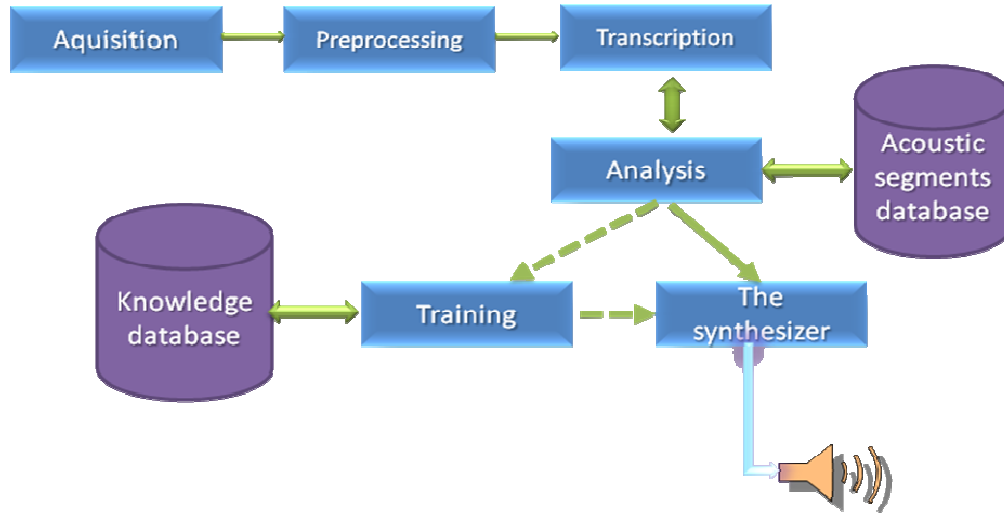 Aquisition
Preprocessing
Transcription
Analysis
Acoustic
segments
database
Knowledge
database
Training
The
synthesizer